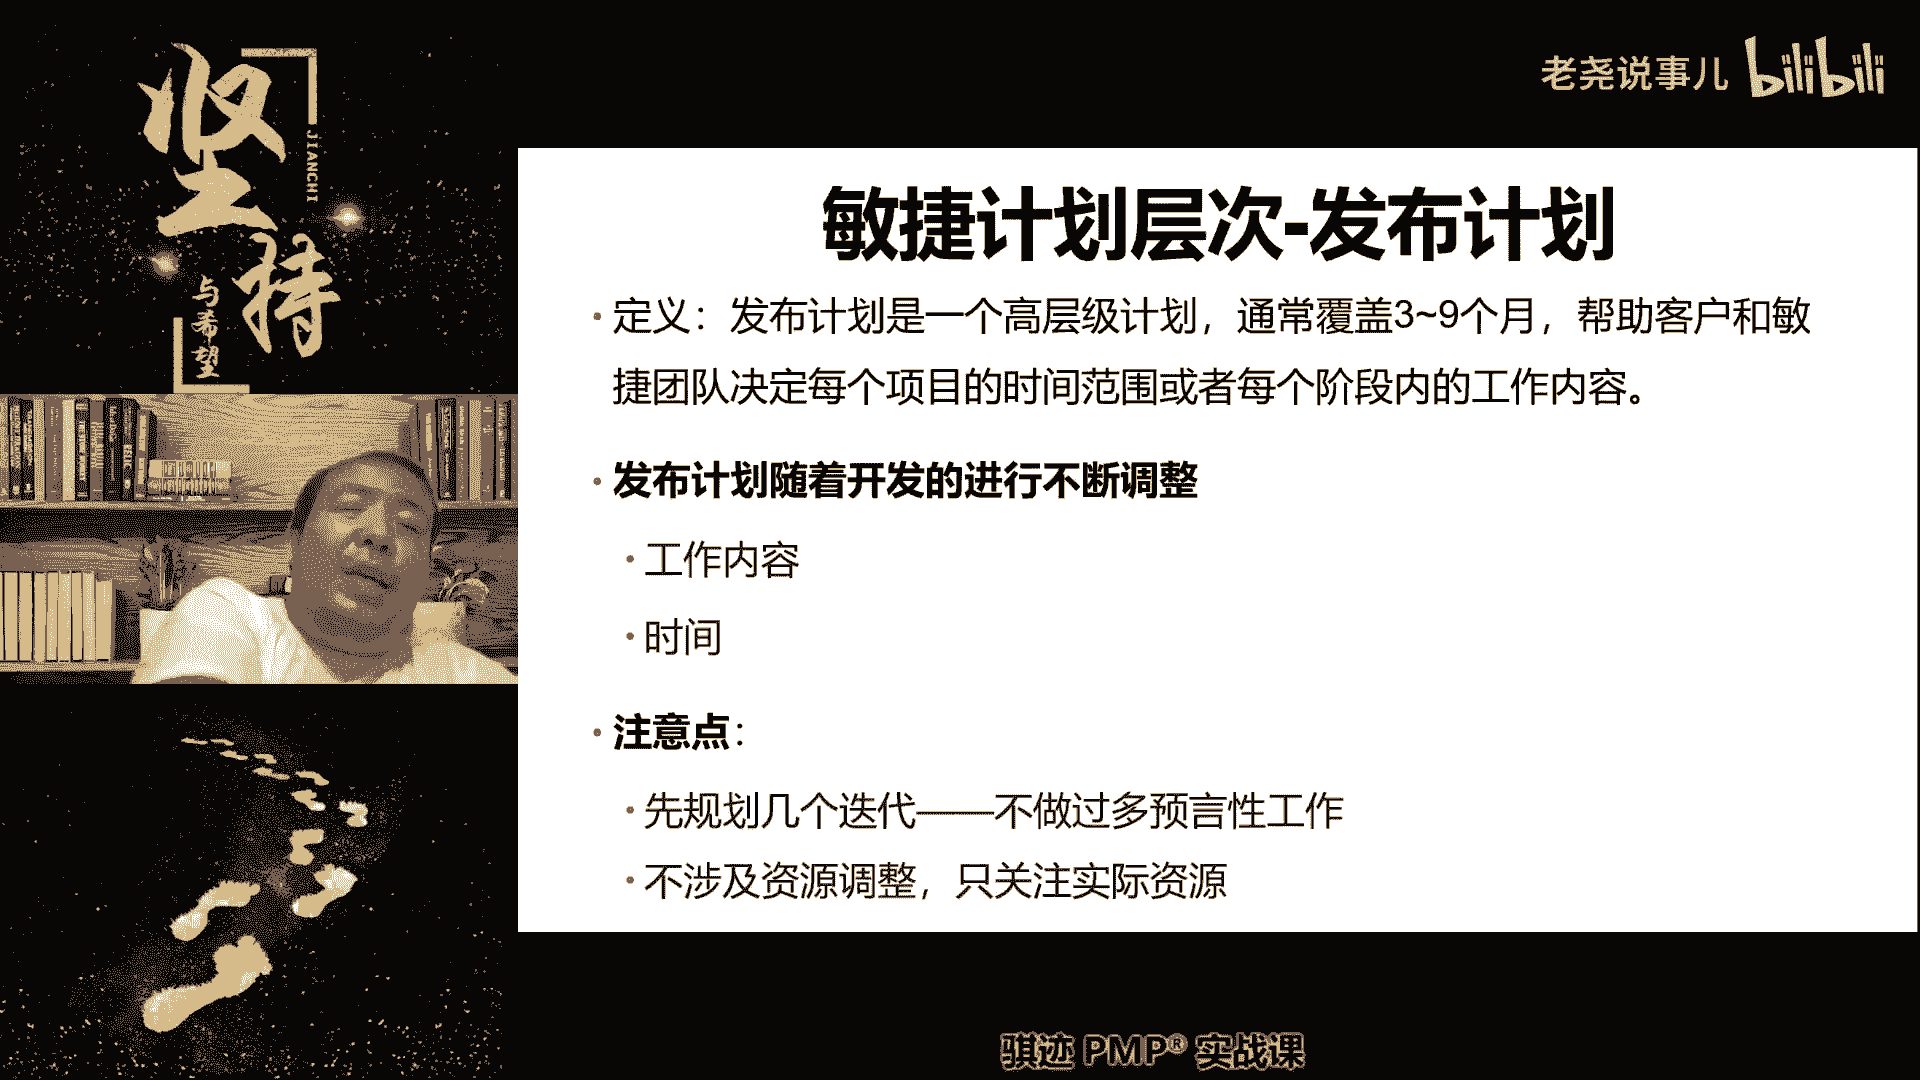 坚持
JIANCHI
与希望
老尧说事儿 bilibili
敏捷计划层次-发布计划
·定义：发布计划是一个高层级计划，通常覆盖3~9个月，帮助客户和敏
捷团队决定每个项目的时间范围或者每个阶段内的工作内容。
·发布计划随着开发的进行不断调整
·工作内容
·时间
·注意点：
·先规划几个迭代——不做过多预言性工作
·不涉及资源调整，只关注实际资源
骐迹 PMP® 实战课